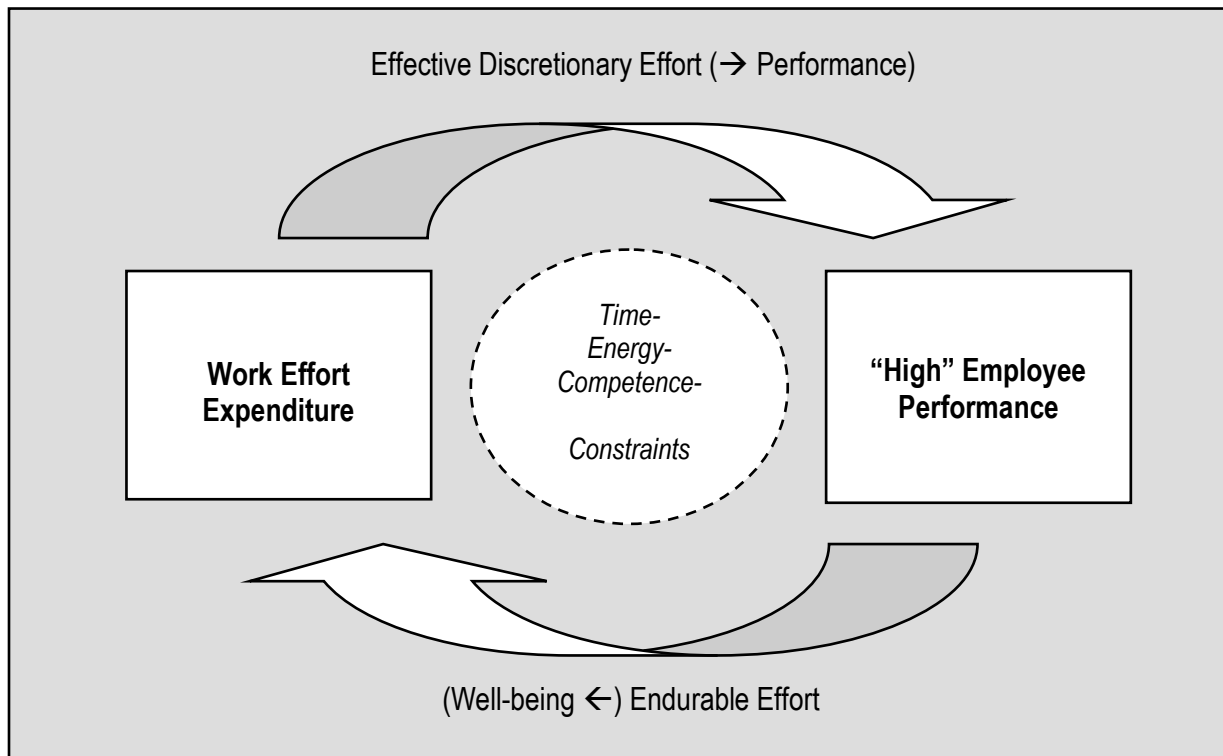 Effective Discretionary Effort (→ Performance)
Work Effort
Expenditure
Time-
Energy-
Competence-
Constraints
“High” Employee
Performance
(Well-being ←) Endurable Effort